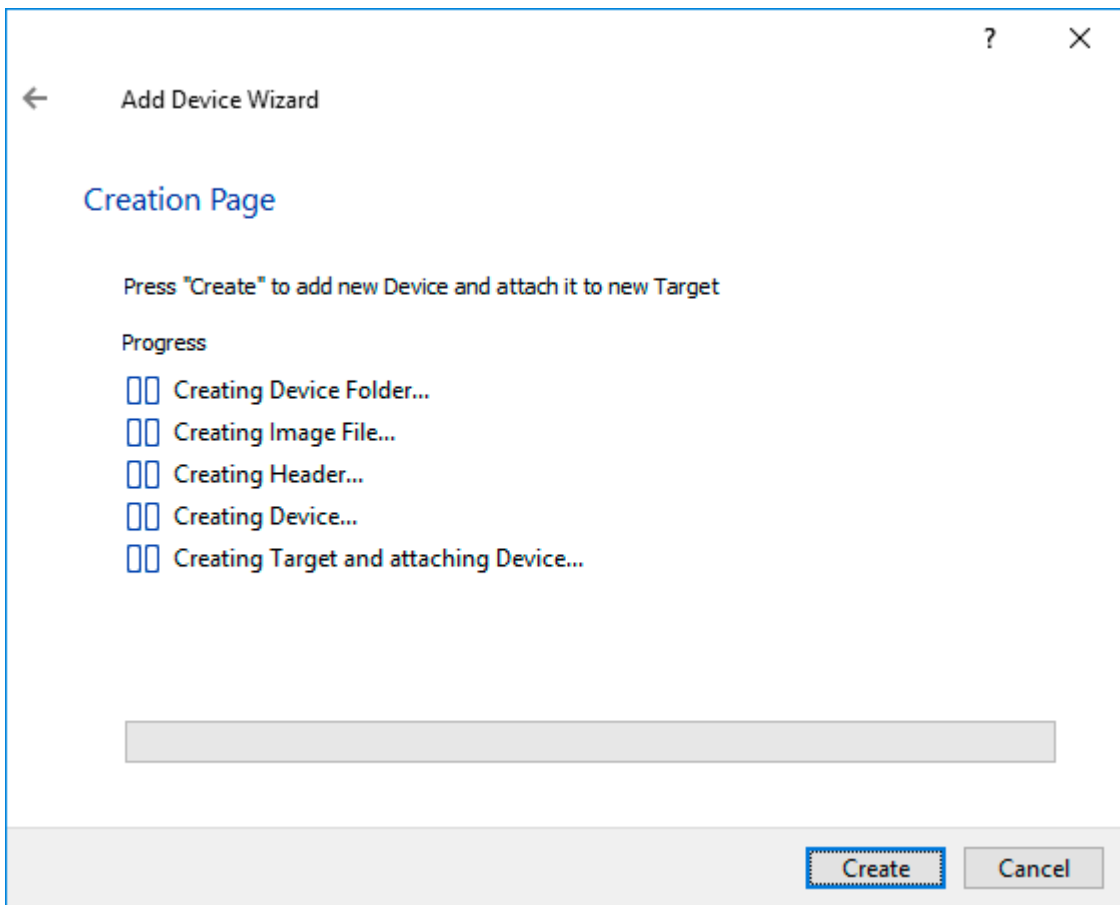 ?
Add Device Wizard
Creation Page
Press "Create" to add new Device and attach it to new Target
Progress
Creating Device Folder...
Creating Image File...
Creating Header...
Creating Device...
Creating Target and attaching Device...
Create Cancel